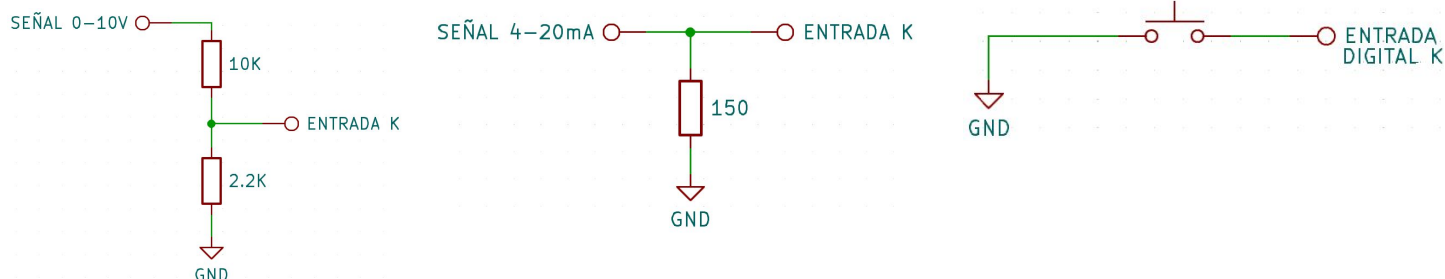 SEÑAL 0-10V
10K
ENTRADA K
2.2K
GND
SEÑAL 4-20mA
ENTRADA K
150
GND
ENTRADA
DIGITAL K
GND